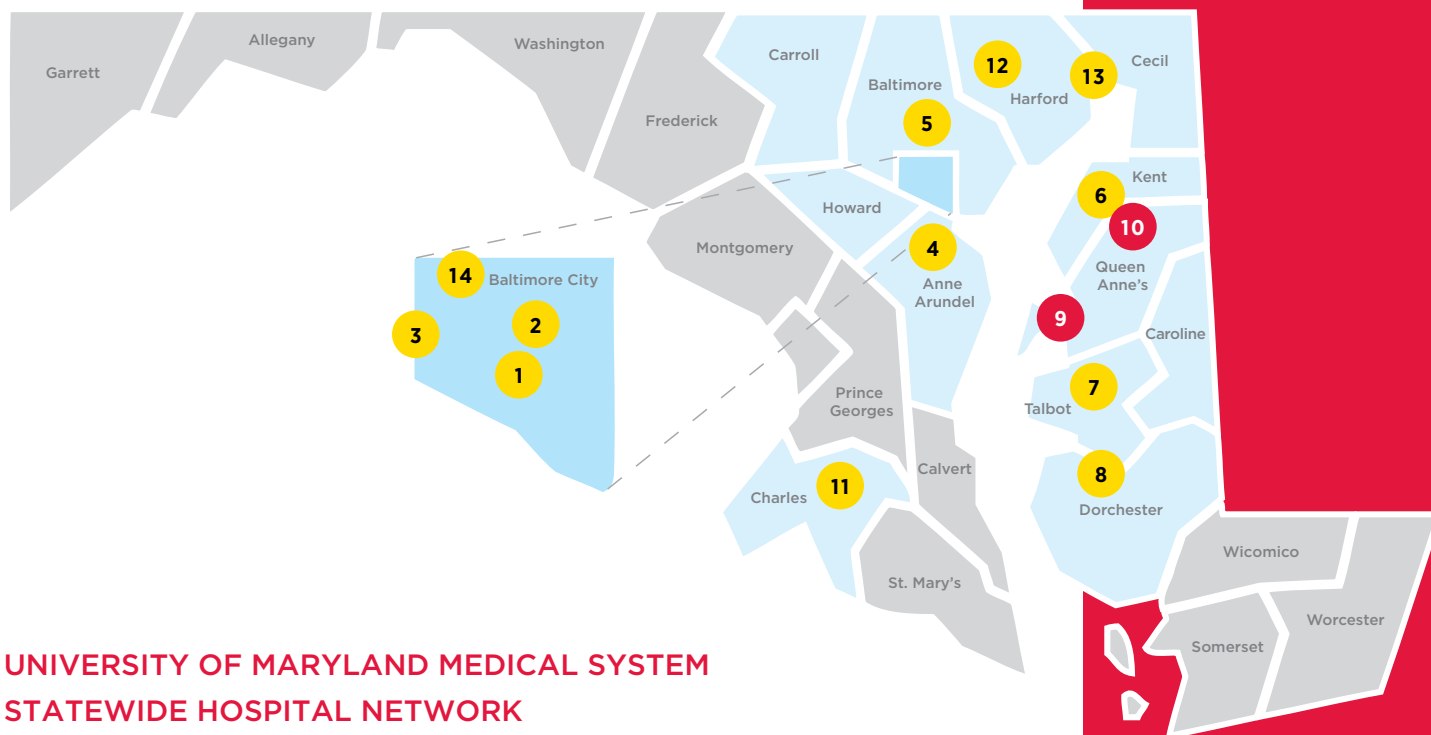 Garrett
Allegany
Washington
Frederick
Carroll
Baltimore
5
12
Harford
13
Cecil
Kent
6
10
Queen
Anne's
9
Howard
Montgomery
4
Anne
Arundel
14
Baltimore City
3
2
1
Caroline
7
Talbot
Prince
Georges
8
Dorchester
Calvert
Charles
11
St. Mary's
Wicomico
Worcester
Somerset
UNIVERSITY OF MARYLAND MEDICAL SYSTEM
STATEWIDE HOSPITAL NETWORK